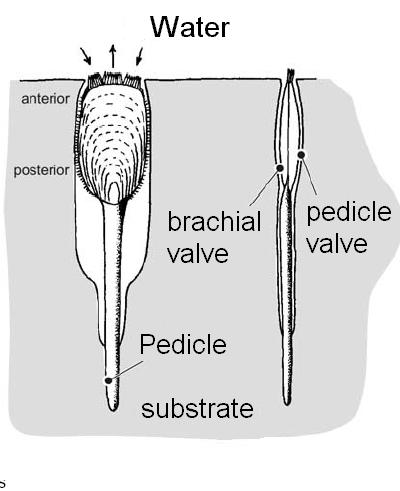 Water
anterior
posterior
brachial
valve
pedicle
valve
Pedicle
substrate
s